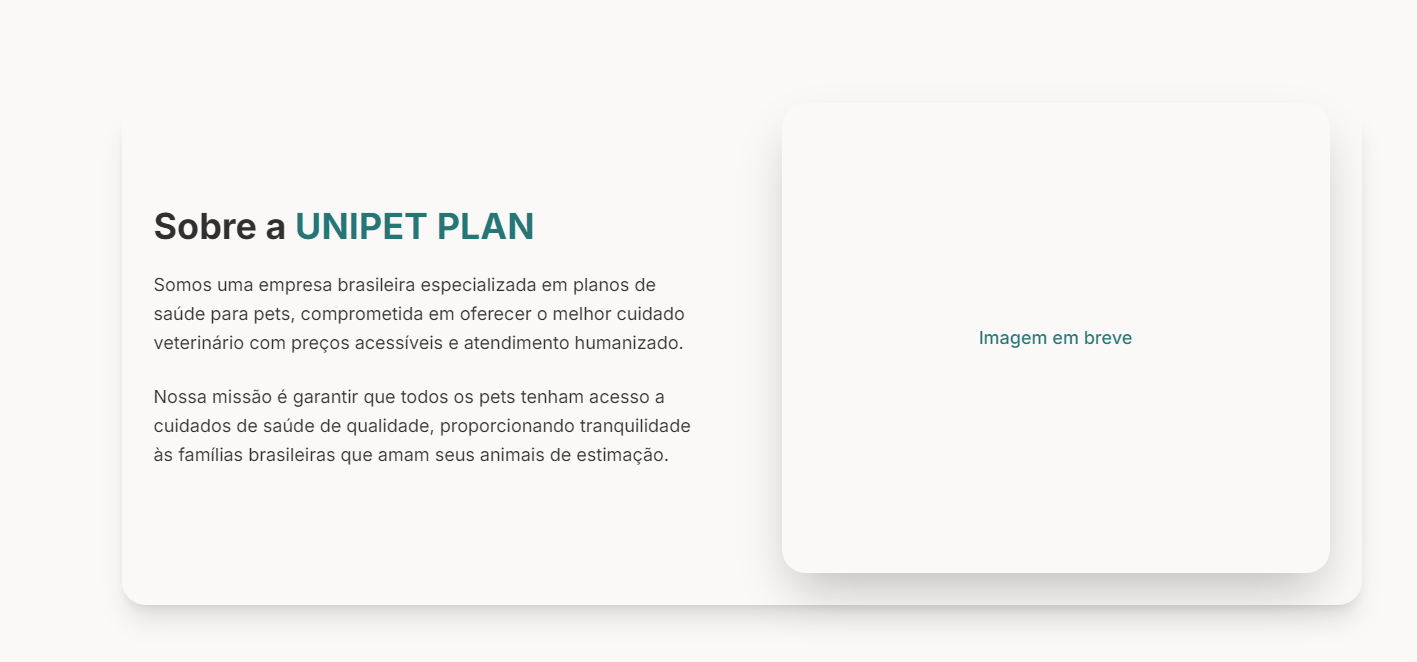 Sobre a UNIPET PLAN
Somos uma empresa brasileira especializada em planos de
saúde para pets, comprometida em oferecer o melhor cuidado
veterinário com preços acessíveis e atendimento humanizado.
Nossa missão é garantir que todos os pets tenham acesso a
cuidados de saúde de qualidade, proporcionando tranquilidade
às famílias brasileiras que amam seus animais de estimação.
Imagem em breve